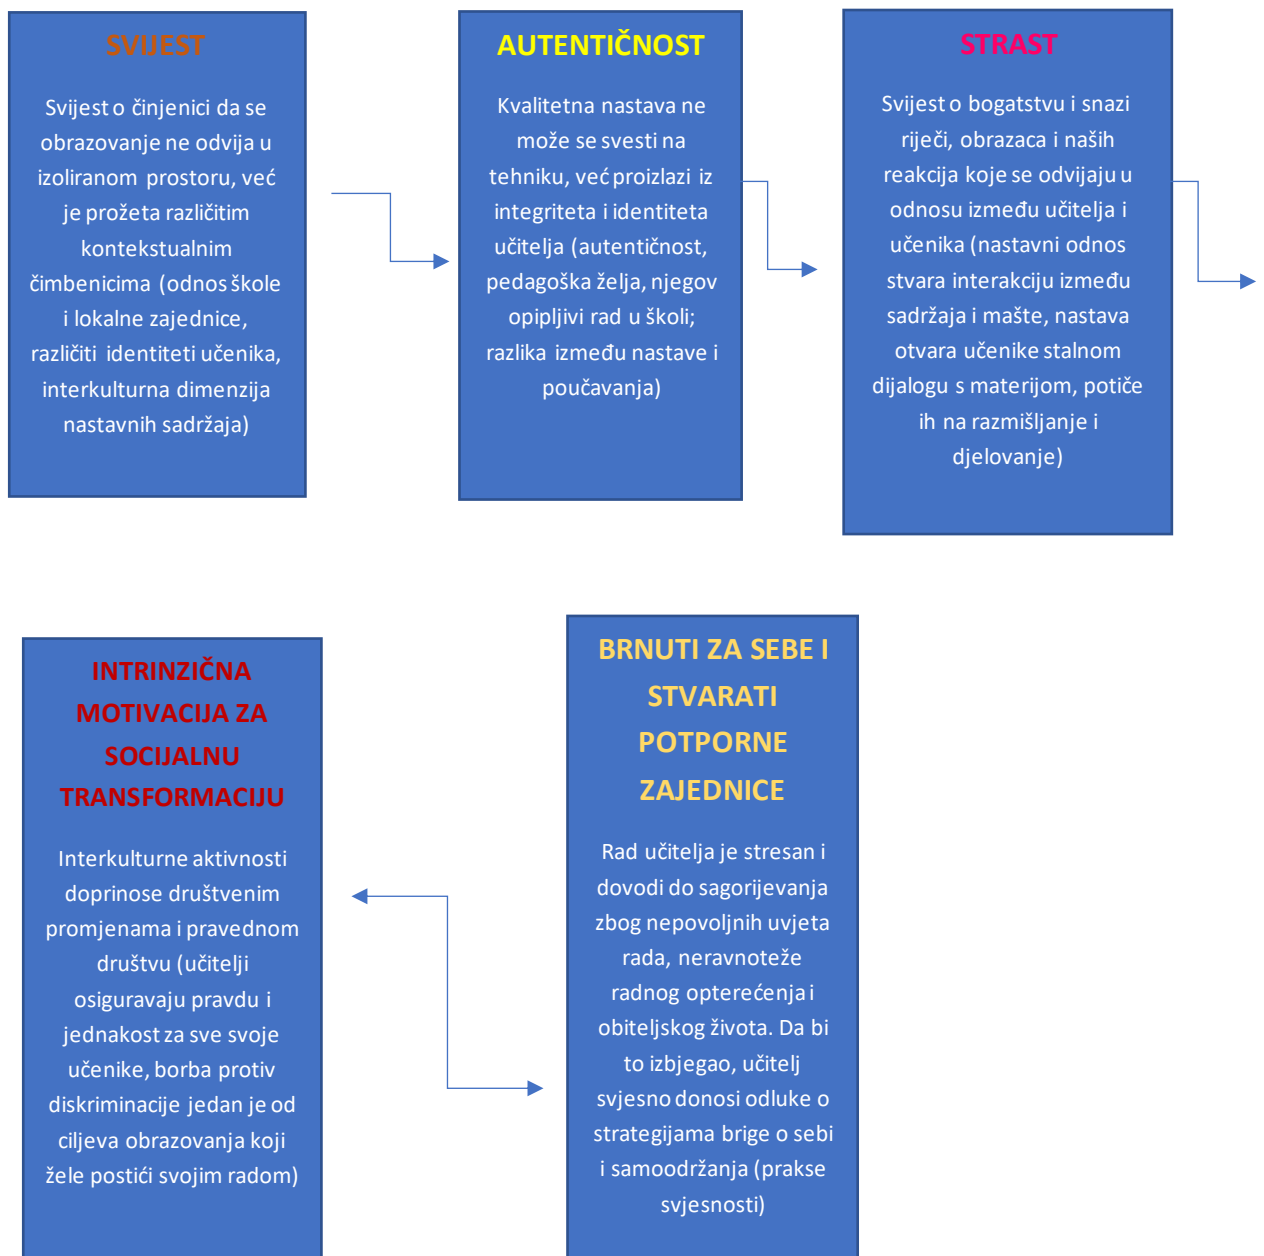 SVIJEST
Svijest o činjenici da se
obrazovanje ne odvija u
izoliranom prostoru, već
je prožeta različitim
kontekstualnim
čimbenicima (odnos škole
i lokalne zajednice,
različiti identiteti učenika,
interkulturna dimenzija
nastavnih sadržaja)
AUTENTIČNOST
Kvalitetna nastava ne
može se svesti na
tehniku, već proizlazi iz
integriteta i identiteta
učitelja (autentičnost,
pedagoška želja, njegov
opipljivi rad u školi;
razlika između nastave i
poučavanja)
STRAST
Svijest o bogatstvu i snazi
riječi, obrazaca i naših
reakcija koje se odvijaju u
odnosu između učitelja i
učenika (nastavni odnos
stvara interakciju između
sadržaja i mašte, nastava
otvara učenike stalnom
dijalogu s materijom, potiče
ih na razmišljanje i
djelovanje)
INTRINZIČNA
MOTIVACIJA ZA
SOCIJALNU
TRANSFORMACIJU
Interkulturne aktivnosti
doprinose društvenim
promjenama i pravednom
društvu (učitelji
osiguravaju pravdu i
jednakost za sve svoje
učenike, borba protiv
diskriminacije jedan je od
ciljeva obrazovanja koji
žele postići svojim radom)
BRNUTI ZA SEBE I
STVARATI
POTPORNE
ZAJEDNICE
Rad učitelja je stresan i
dovodi do sagorijevanja
zbog nepovoljnih uvjeta
rada, neravnoteže
radnog opterećenja i
obiteljskog života. Da bi
to izbjegao, učitelj
svjesno donosi odluke o
strategijama brige o sebi
i samoodržanja (prakse
svjesnosti)